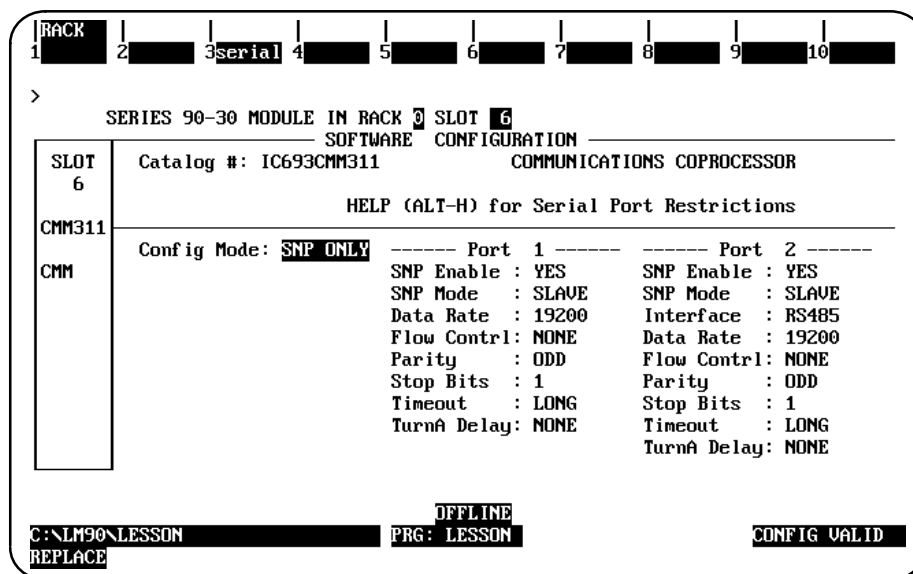 RACK
1 2 3serial 4 5 6 7 8 9 10
>
SERIES 90-30 MODULE IN RACK 0 SLOT 6
SOFTWARE CONFIGURATION
SLOT Catalog #: IC693CMM311 COMMUNICATIONS COPROCESSOR
6
HELP (ALT-H) for Serial Port Restrictions
CMM311
Config Mode: SNP ONLY ------ Port 1 ------ ------ Port 2 ------
CMM SNP Enable : YES SNP Enable : YES
SNP Mode : SLAVE SNP Mode : SLAVE
Data Rate : 19200 Interface : RS485
Flow Contrl: NONE Data Rate : 19200
Parity : ODD Flow Contrl: NONE
Stop Bits : 1 Parity : ODD
Timeout : LONG Stop Bits : 1
TurnA Delay: NONE Timeout : LONG
TurnA Delay: NONE
OFFLINE
C:\LM90\LESSON PRG: LESSON CONFIG VALID
REPLACE